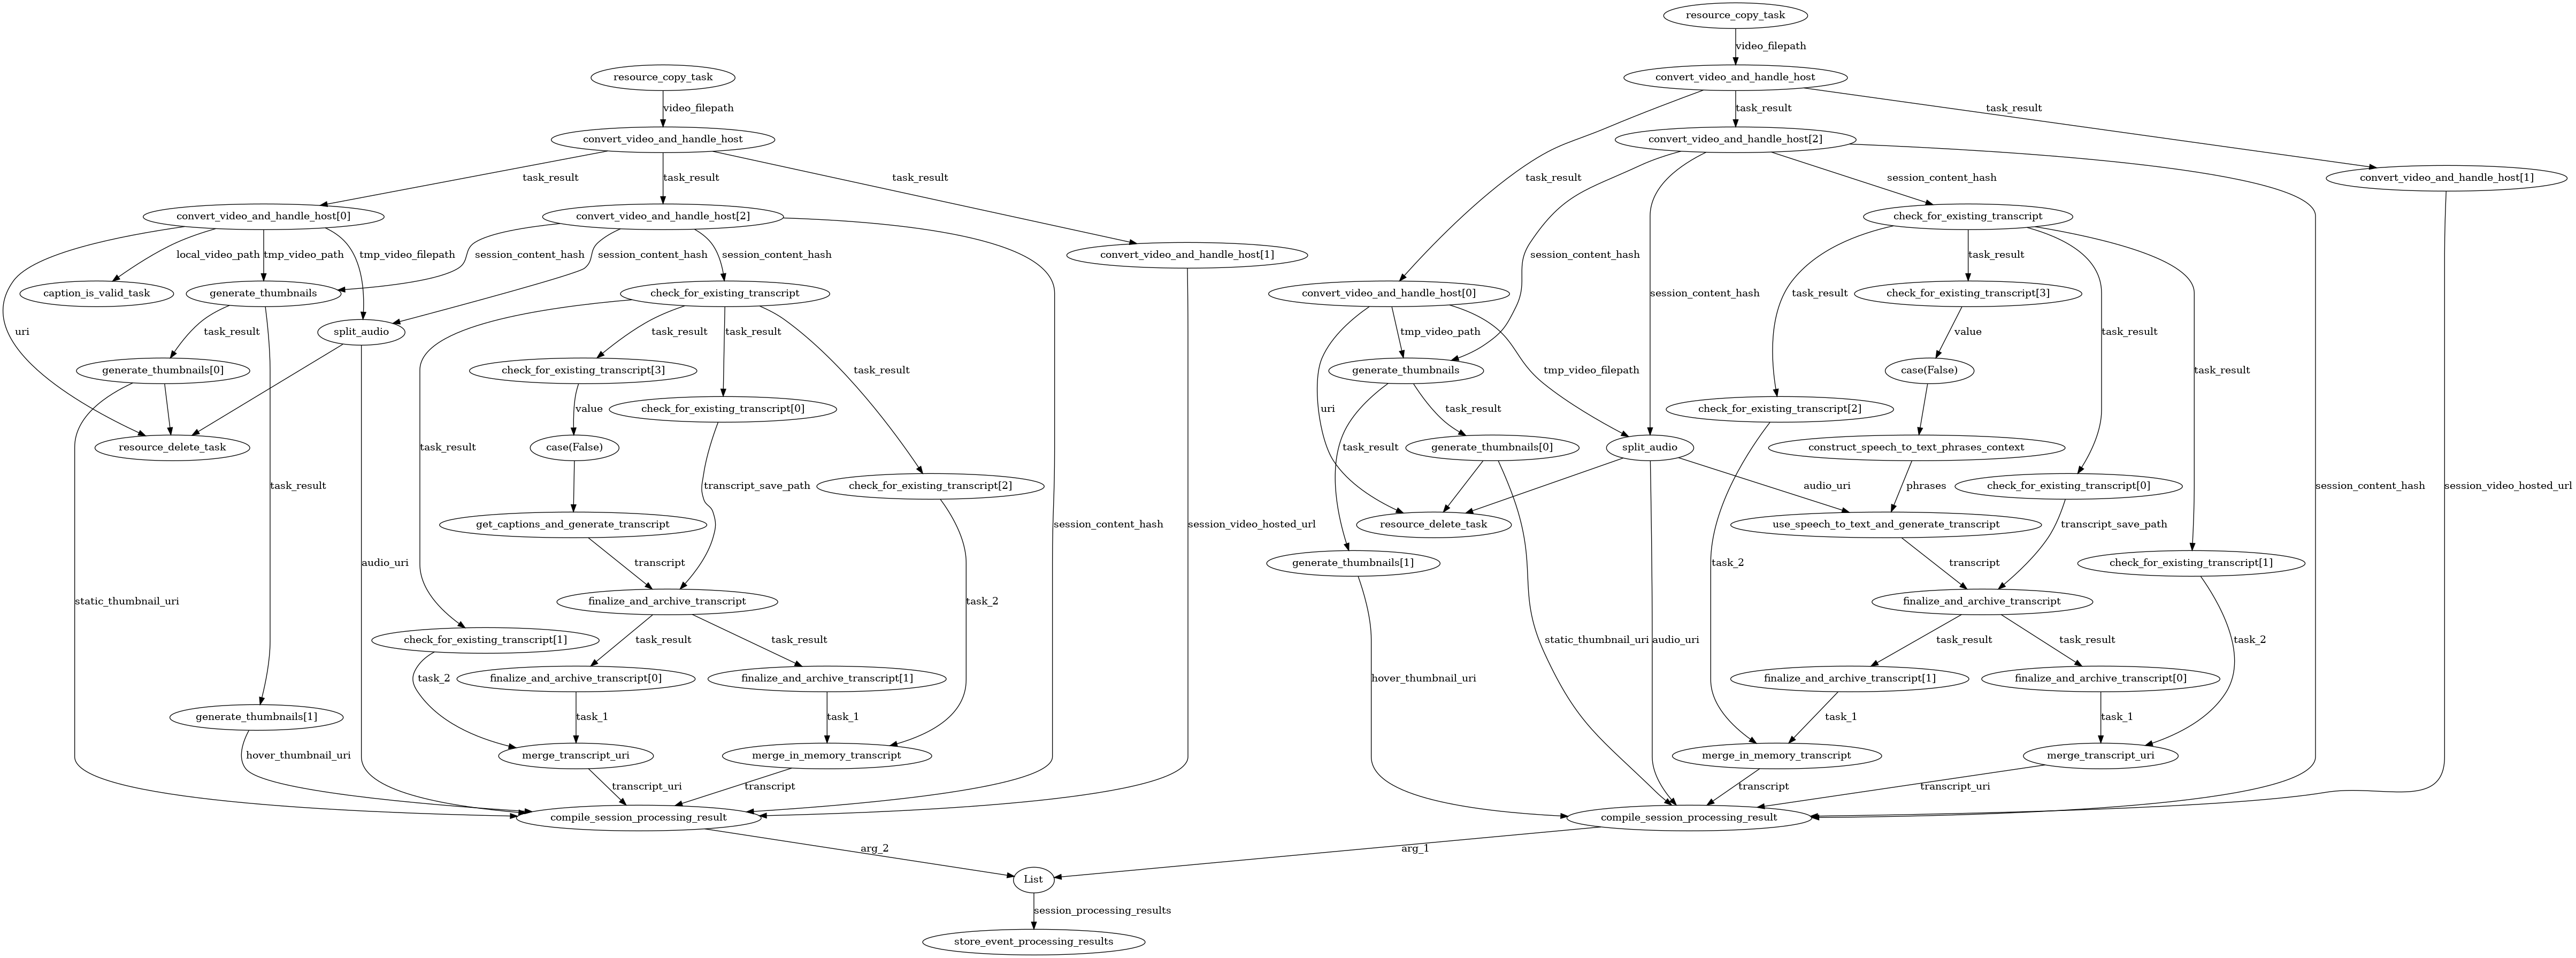 resource_copy_task
video_filepath
resource_copy_task
convert_video_and_handle_host
video_filepath
task_result
task_result
task_result
convert_video_and_handle_host
convert_video_and_handle_host[2]
task_result
task_result
task_result
task_result
session_content_hash
convert_video_and_handle_host[1]
convert_video_and_handle_host[0]
convert_video_and_handle_host[2]
check_for_existing_transcript
local_video_path
tmp_video_path
tmp_video_filepath
session_content_hash
session_content_hash
session_content_hash
convert_video_and_handle_host[1]
session_content_hash
task_result
caption_is_valid_task
generate_thumbnails
check_for_existing_transcript
convert_video_and_handle_host[0]
session_content_hash
task_result
check_for_existing_transcript[3]
uri
task_result
split_audio
task_result
task_result
tmp_video_path
value
task_result
generate_thumbnails[0]
check_for_existing_transcript[3]
task_result
generate_thumbnails
tmp_video_filepath
case(False)
task_result
value
check_for_existing_transcript[0]
uri
task_result
check_for_existing_transcript[2]
resource_delete_task
task_result
case(False)
task_result
generate_thumbnails[0]
split_audio
construct_speech_to_text_phrases_context
task_result
transcript_save_path
check_for_existing_transcript[2]
audio_uri
phrases
check_for_existing_transcript[0]
session_content_hash
session_video_hosted_url
get_captions_and_generate_transcript
session_content_hash
session_video_hosted_url
resource_delete_task
use_speech_to_text_and_generate_transcript
transcript_save_path
audio_uri
transcript
generate_thumbnails[1]
task_2
transcript
check_for_existing_transcript[1]
static_thumbnail_uri
finalize_and_archive_transcript
task_2
finalize_and_archive_transcript
check_for_existing_transcript[1]
task_result
task_result
static_thumbnail_uri
audio_uri
task_result
task_result
task_2
task_2
finalize_and_archive_transcript[0]
finalize_and_archive_transcript[1]
hover_thumbnail_uri
finalize_and_archive_transcript[1]
finalize_and_archive_transcript[0]
generate_thumbnails[1]
task_1
task_1
task_1
task_1
hover_thumbnail_uri
merge_transcript_uri
merge_in_memory_transcript
merge_in_memory_transcript
merge_transcript_uri
transcript_uri
transcript
transcript
transcript_uri
compile_session_processing_result
compile_session_processing_result
arg_2
arg_1
List
session_processing_results
store_event_processing_results